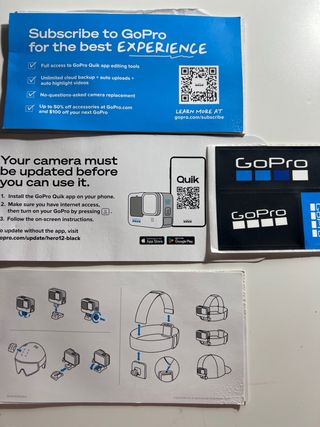 Subscribe to GoPro
for the best EXPERIENCE
Full access to GoPro Quik app editing tools
Unlimited cloud backup + auto uploads +
auto highlight videos
No-questions-asked camera replacement
Up to 50% off accessories at GoPro.com
and $100 off your next GoPro
LEARN MORE AT
gopro.com/subscribe
Your camera must
be updated before
you can use it.
1. Install the GoPro Quik app on your phone.
2. Make sure you have internet access,
then turn on your GoPro by pressing
3. Follow the on-screen instructions.
o update without the app, visit
opro.com/update/hero12-black
Quik
App Store
Google Play
GoPro
GoPro